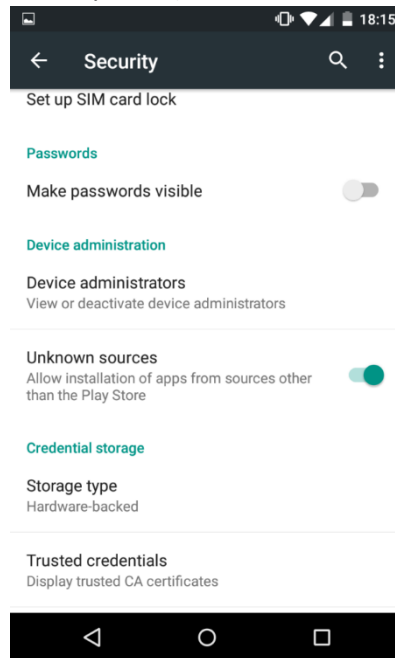 18:15
Security
Set up SIM card lock
Passwords
Make passwords visible
Device administration
Device administrators
View or deactivate device administrators
Unknown sources
Allow installation of apps from sources other
than the Play Store
Credential storage
Storage type
Hardware-backed
Trusted credentials
Display trusted CA certificates